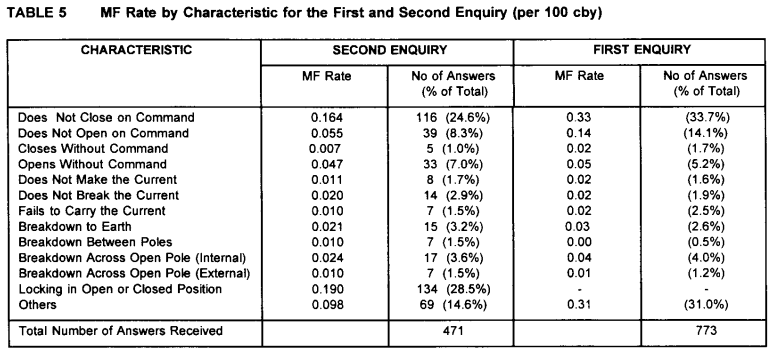 TABLE 5 MF Rate by Characteristic for the First and Second Enquiry (per 100 cby)
CHARACTERISTIC SECOND ENQUIRY FIRST ENQUIRY
MF Rate No of Answers (% of Total) MF Rate No of Answers (% of Total)
Does Not Close on Command 0.164 116 (24.6%) 0.33 (33.7%)
Does Not Open on Command 0.055 39 (8.3%) 0.14 (14.1%)
Closes Without Command 0.007 5 (1.0%) 0.02 (1.7%)
Opens Without Command 0.047 33 (7.0%) 0.05 (5.2%)
Does Not Make the Current 0.011 8 (1.7%) 0.02 (1.6%)
Does Not Break the Current 0.020 14 (2.9%) 0.02 (1.9%)
Fails to Carry the Current 0.010 7 (1.5%) 0.02 (2.5%)
Breakdown to Earth 0.021 15 (3.2%) 0.03 (2.6%)
Breakdown Between Poles 0.010 7 (1.5%) 0.00 (0.5%)
Breakdown Across Open Pole (Internal) 0.024 17 (3.6%) 0.04 (4.0%)
Breakdown Across Open Pole (External) 0.010 7 (1.5%) 0.01 (1.2%)
Locking in Open or Closed Position 0.190 134 (28.5%) - -
Others 0.098 69 (14.6%) 0.31 (31.0%)
Total Number of Answers Received 471 773